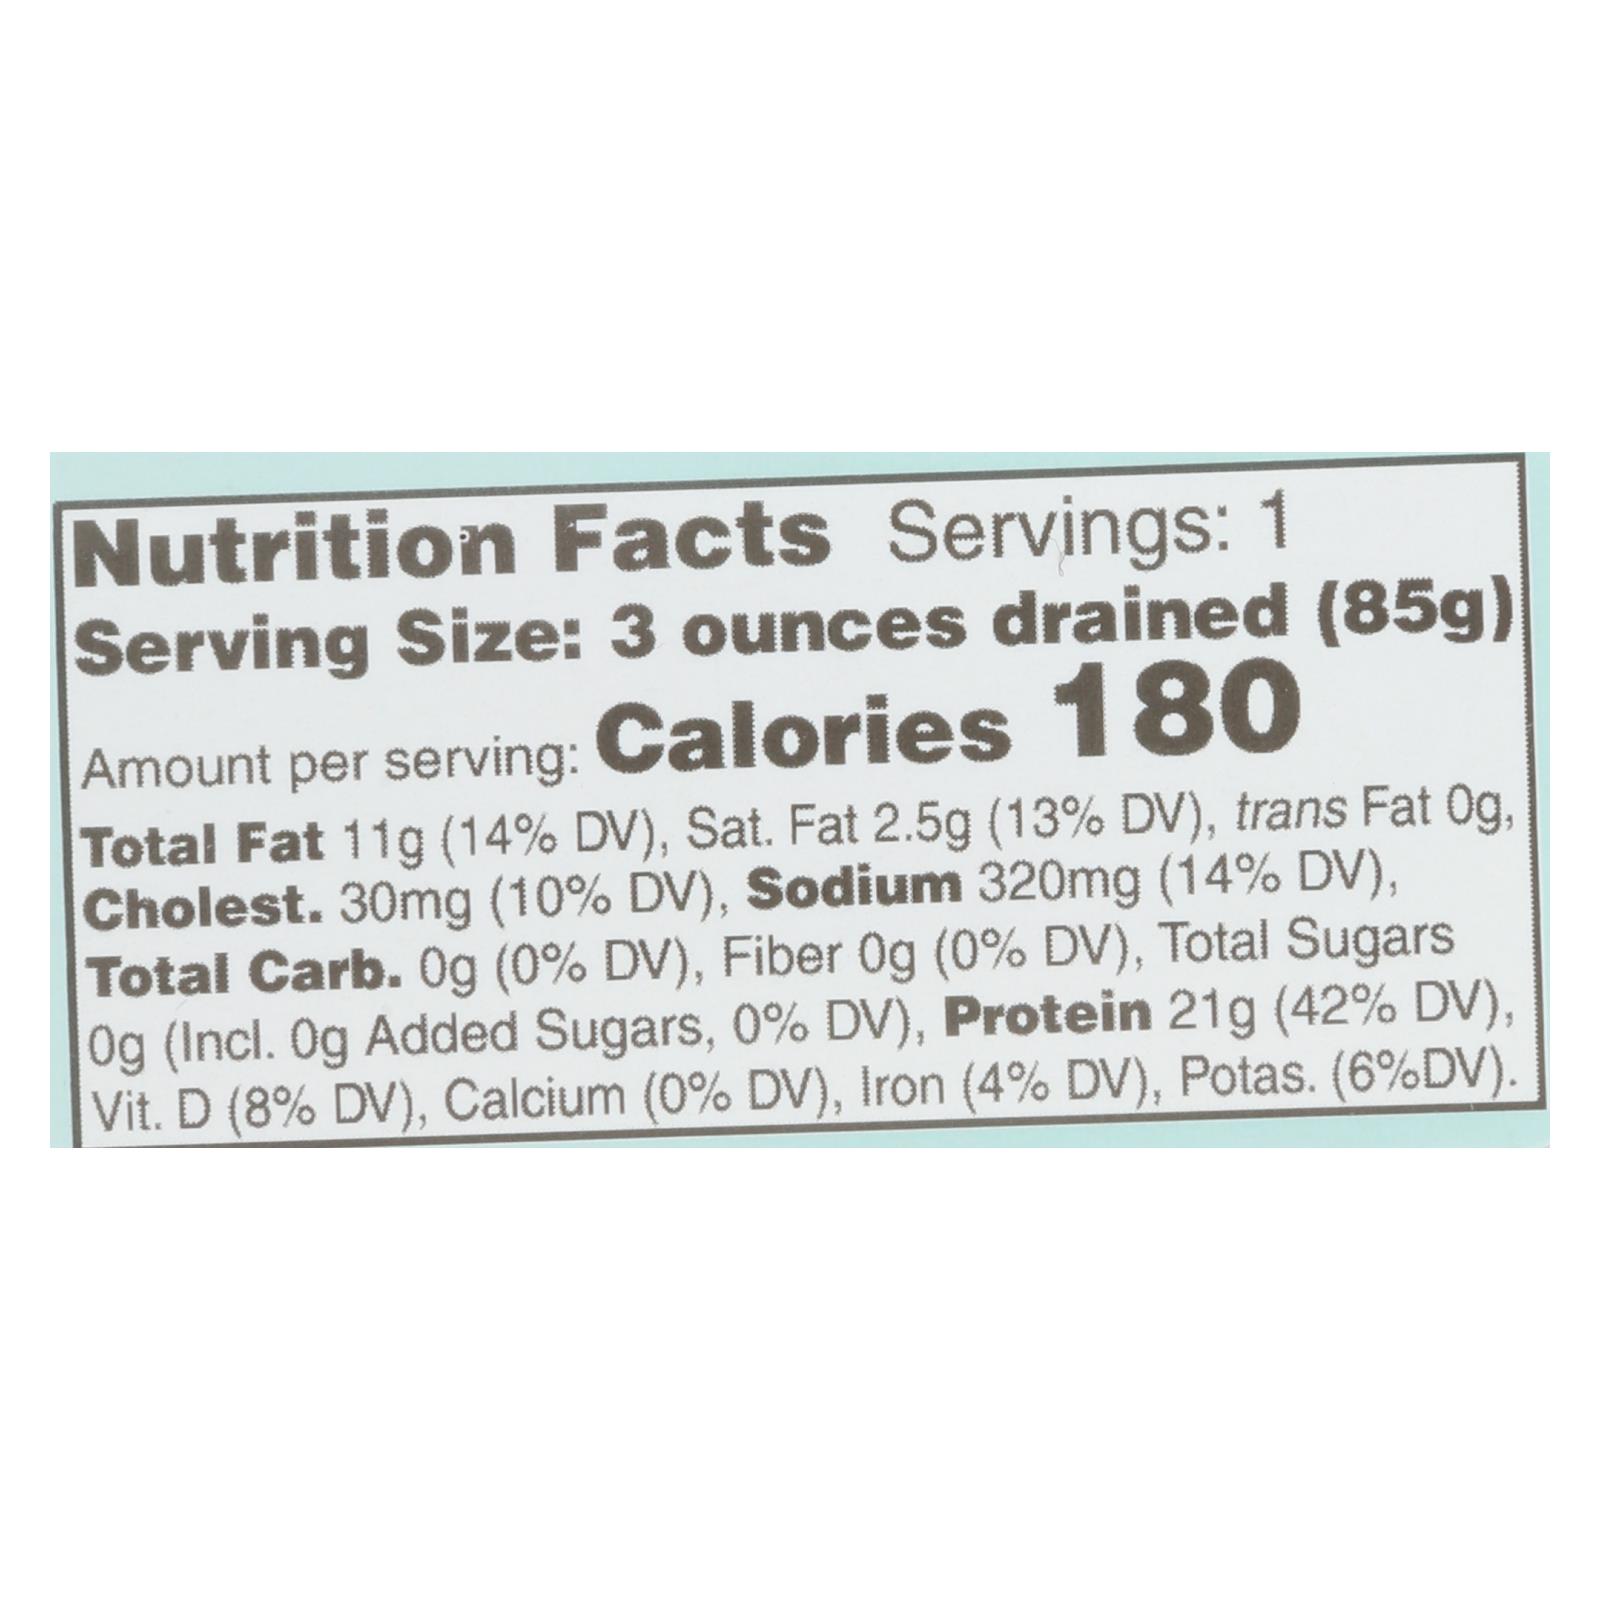 Nutrition Facts Servings: 1
Serving Size: 3 ounces drained (85g)
Amount per serving: Calories 180
Total Fat 11g (14% DV), Sat. Fat 2.5g (13% DV), trans Fat 0g,
Cholest. 30mg (10% DV), Sodium 320mg (14% DV),
Total Carb. 0g (0% DV), Fiber 0g (0% DV), Total Sugars
0g (Incl. 0g Added Sugars, 0% DV), Protein 21g (42% DV),
Vit. D (8% DV), Calcium (0% DV), Iron (4% DV), Potas. (6%DV).